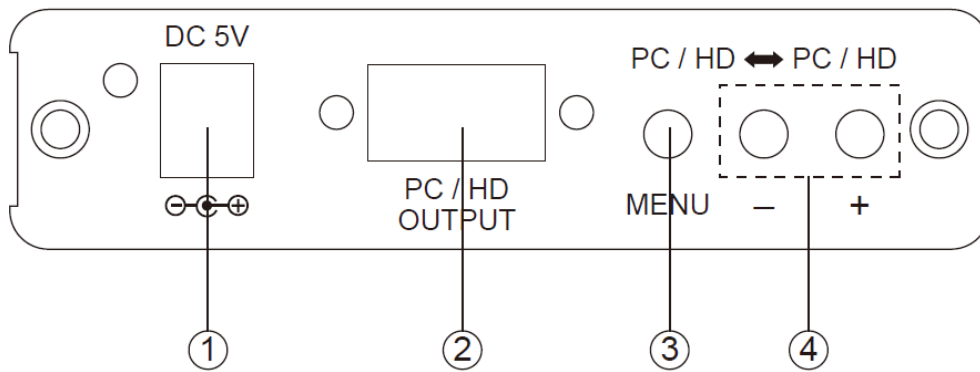 DC 5V
PC / HD ⬌ PC / HD
PC / HD
OUTPUT
MENU – +
① ② ③ ④